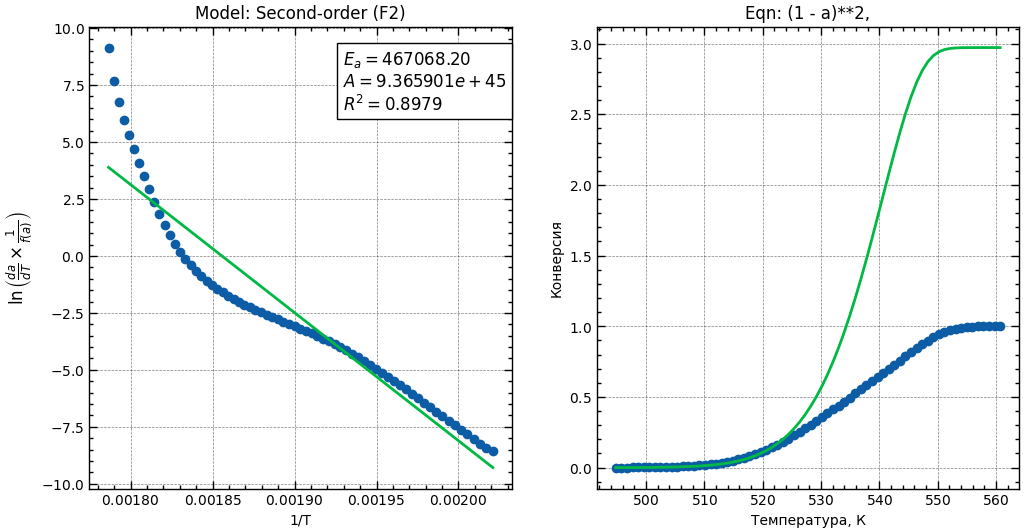 Model: Second-order (F2)
10.0
7.5
5.0
2.5
0.0
−2.5
−5.0
−7.5
−10.0
ln (da/dT × 1/f(a))
E_a = 467068.20
A = 9.365901e + 45
R² = 0.8979
0.00180 0.00185 0.00190 0.00195 0.00200
1/T
Eqn: (1 - a)**2,
3.0
2.5
2.0
1.5
1.0
0.5
0.0
Конверсия
500 510 520 530 540 550 560
Температура, К